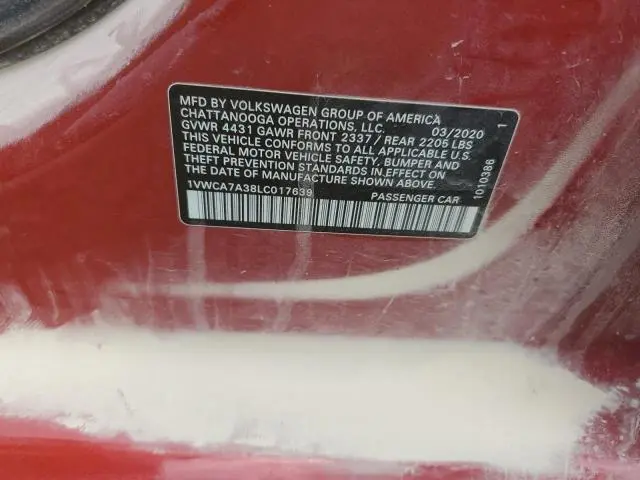 MFD BY VOLKSWAGEN GROUP OF AMERICA
CHATTANOOGA OPERATIONS, LLC. 03/2020 1
GVWR 4431 GAWR FRONT 2337 / REAR 2206 LBS
THIS VEHICLE CONFORMS TO ALL APPLICABLE U.S.
FEDERAL MOTOR VEHICLE SAFETY, BUMPER AND
THEFT PREVENTION STANDARDS IN EFFECT ON
THE DATE OF MANUFACTURE SHOWN ABOVE.
1VWCA7A38LC017639 PASSENGER CAR
1010386